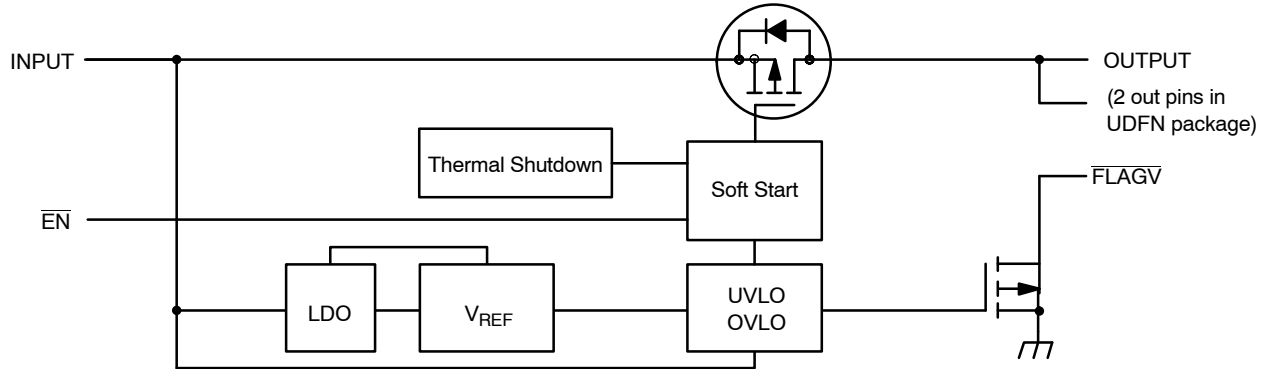 INPUT
OUTPUT
(2 out pins in
UDFN package)
Thermal Shutdown
Soft Start
FLAGV
EN
LDO
VREF
UVLO
OVLO